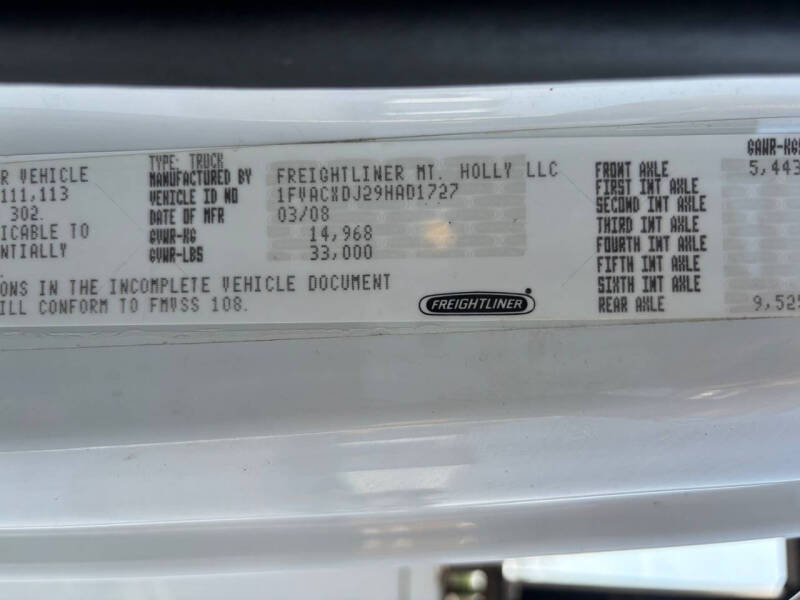 R VEHICLE
111,113
302.
ICABLE TO
NTIALLY
TYPE: TRUCK
MANUFACTURED BY FREIGHTLINER MT. HOLLY LLC
VEHICLE ID NO 1FVACXDJ29HAD1727
DATE OF MFR 03/08
GVWR-KG 14,968
GVWR-LBS 33,000
ONS IN THE INCOMPLETE VEHICLE DOCUMENT
ILL CONFORM TO FMVSS 108.
FREIGHTLINER
GAWR-KGS
FRONT AXLE 5,443
FIRST INT AXLE
SECOND INT AXLE
THIRD INT AXLE
FOURTH INT AXLE
FIFTH INT AXLE
SIXTH INT AXLE
REAR AXLE 9,525